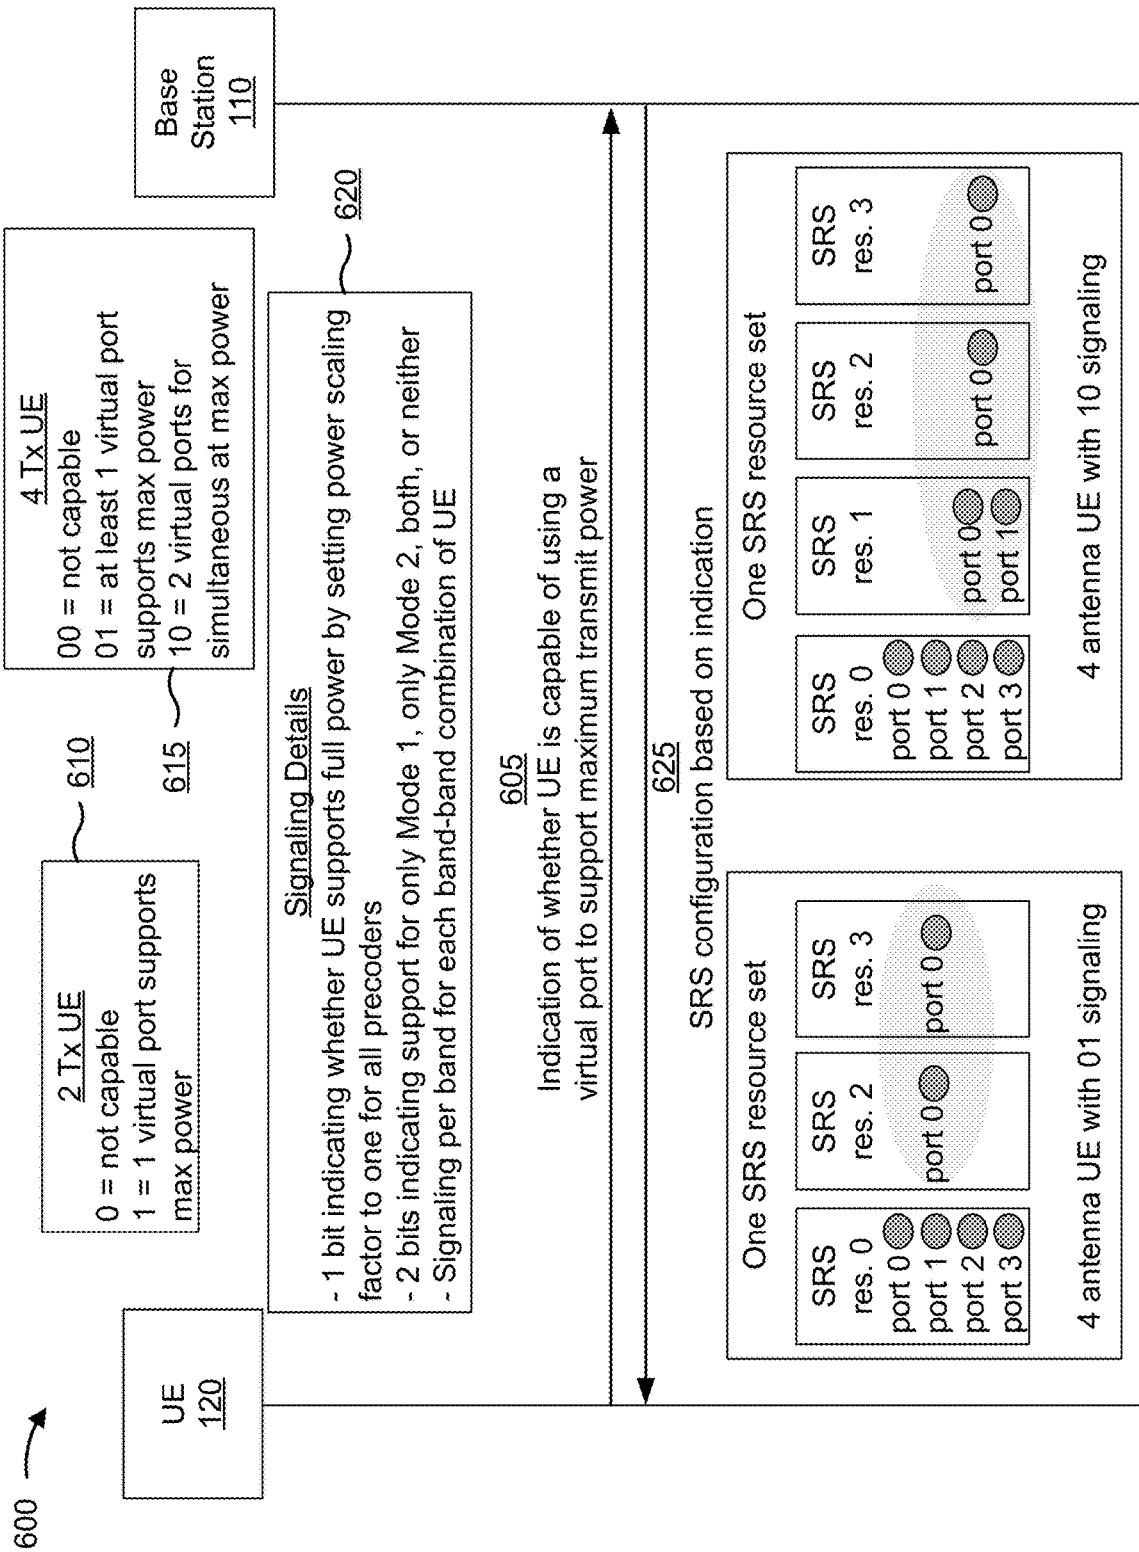 600
UE
120
2 Tx UE
0 = not capable
1 = 1 virtual port supports
max power
610
4 Tx UE
00 = not capable
01 = at least 1 virtual port
supports max power
10 = 2 virtual ports for
simultaneous at max power
615
Base
Station
110
Signaling Details
- 1 bit indicating whether UE supports full power by setting power scaling
factor to one for all precoders
- 2 bits indicating support for only Mode 1, only Mode 2, both, or neither
- Signaling per band for each band-band combination of UE
620
605
Indication of whether UE is capable of using a
virtual port to support maximum transmit power
625
SRS configuration based on indication
One SRS resource set
SRS
res. 0
port 0
port 1
port 2
port 3
SRS
res. 2
port 0
SRS
res. 3
port 0
4 antenna UE with 01 signaling
One SRS resource set
SRS
res. 0
port 0
port 1
port 2
port 3
SRS
res. 1
port 0
port 1
SRS
res. 2
port 0
SRS
res. 3
port 0
4 antenna UE with 10 signaling